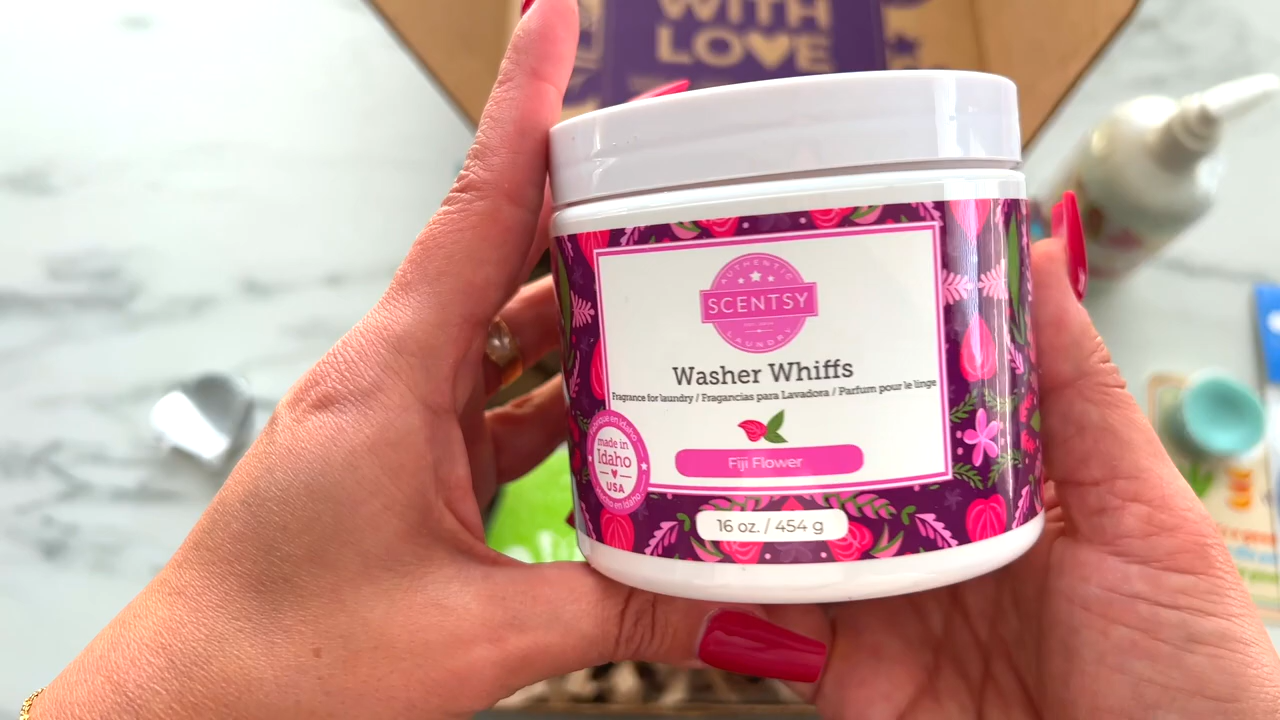 WITH
LOVE
AUTHENTIC
SCENTSY
LAUNDRY
Washer Whiffs
Fragrance for laundry / Fragancias para Lavadora / Parfum pour le linge
made in
Idaho
USA
Fiji Flower
16 oz. / 454 g